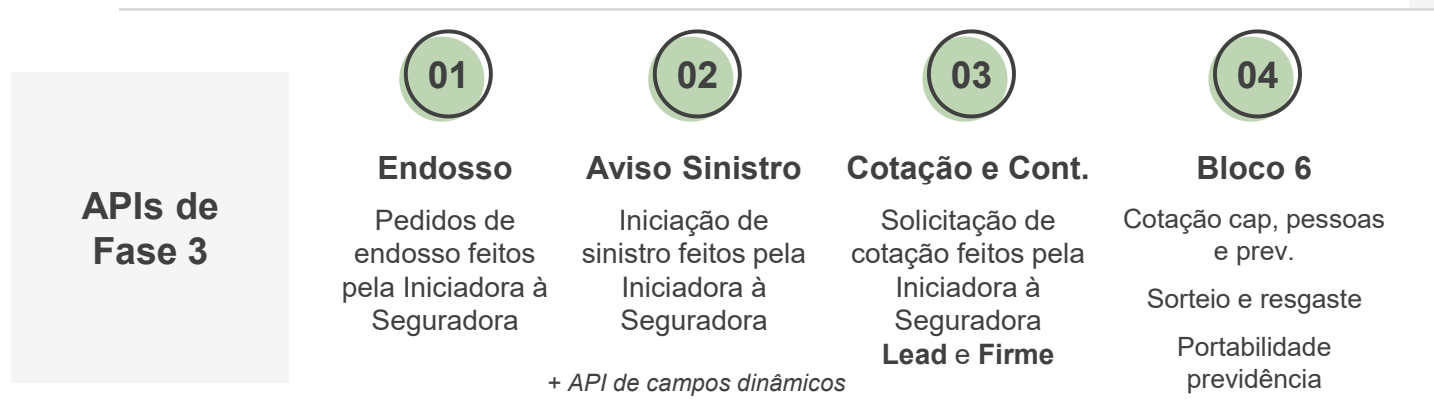 APIs de
Fase 3
01
Endosso
Pedidos de
endosso feitos
pela Iniciadora à
Seguradora
02
Aviso Sinistro
Iniciação de
sinistro feitos pela
Iniciadora à
Seguradora
03
Cotação e Cont.
Solicitação de
cotação feitos pela
Iniciadora à
Seguradora
Lead e Firme
+ API de campos dinâmicos
04
Bloco 6
Cotação cap, pessoas
e prev.
Sorteio e resgaste
Portabilidade
previdência